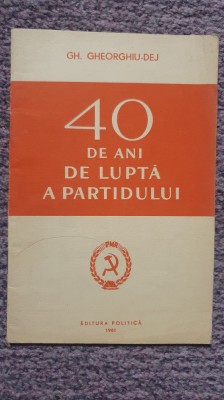 GH. GHEORGHIU-DEJ
40
DE ANI
DE LUPTĂ
A PARTIDULUI
PMR
EDITURA POLITICĂ
1961